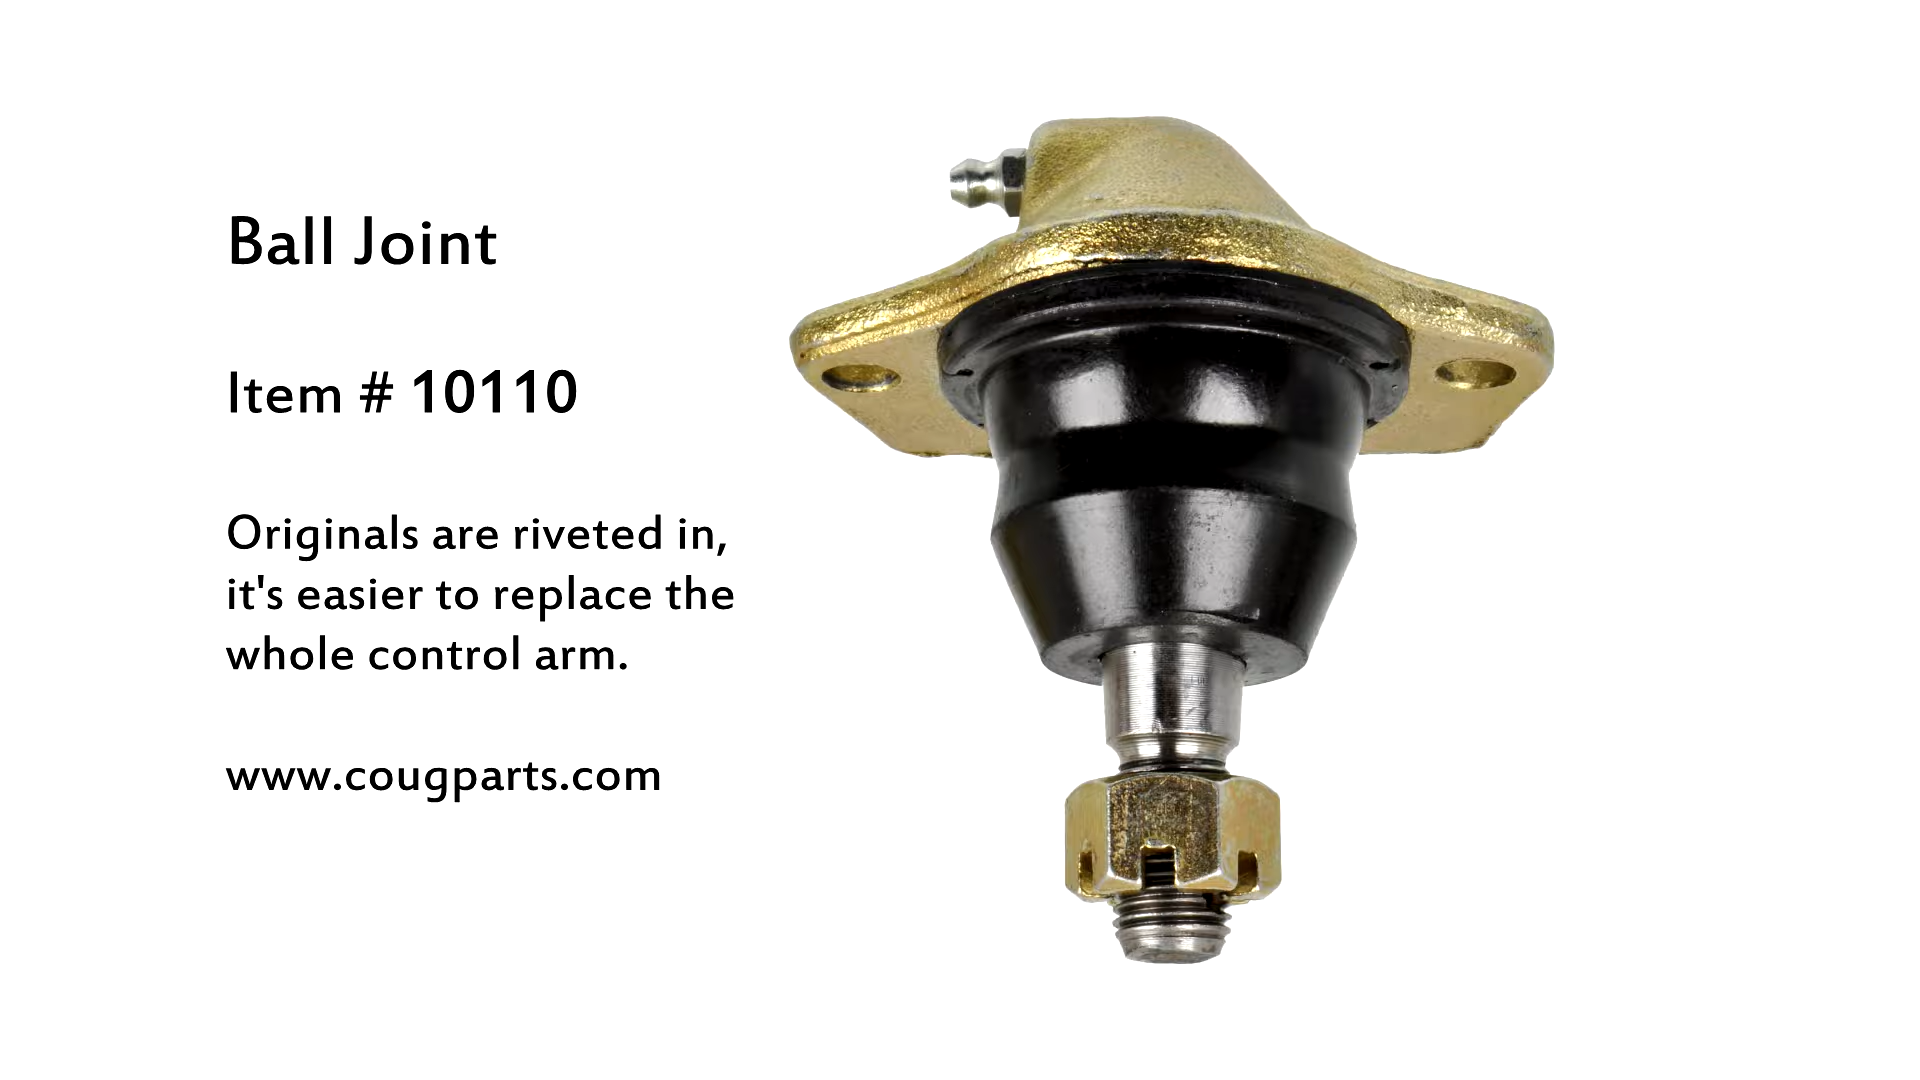 Ball Joint
Item # 10110
Originals are riveted in,
it's easier to replace the
whole control arm.
www.cougparts.com